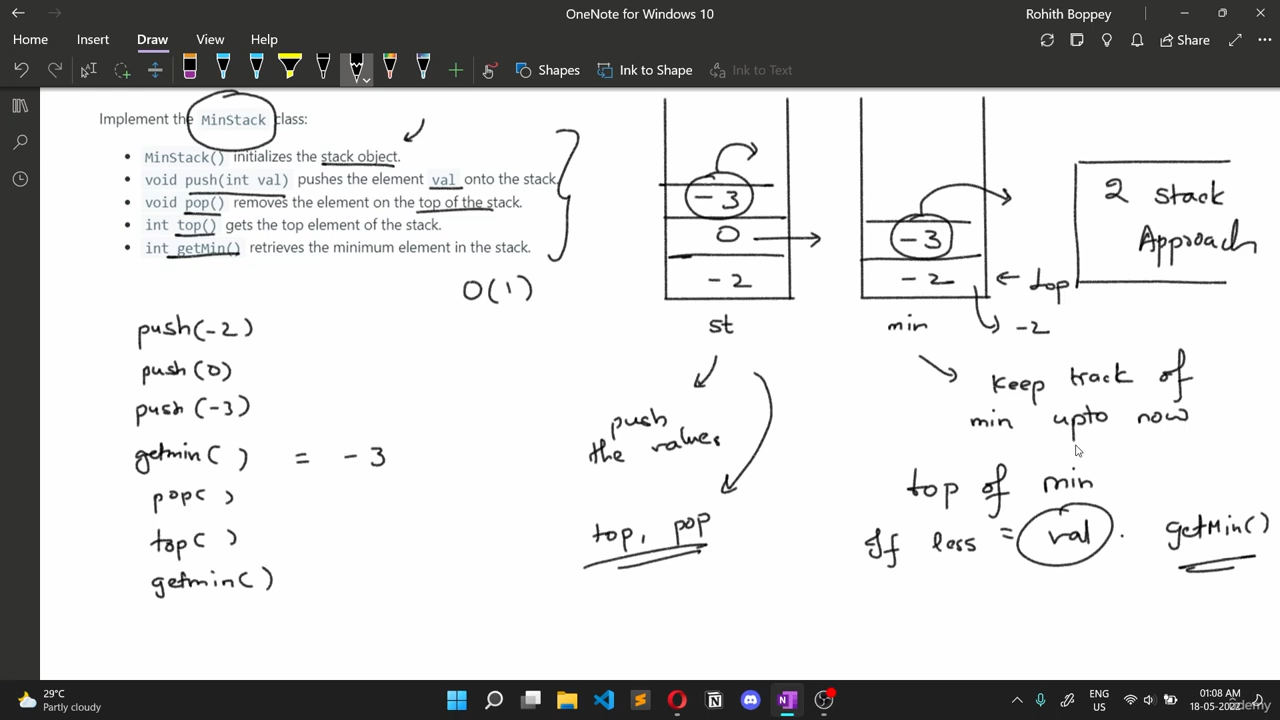 OneNote for Windows 10
Rohith Boppey
Home Insert Draw View Help
Share
Shapes Ink to Shape Ink to Text
Implement the MinStack class:
• MinStack() initializes the stack object.
• void push(int val) pushes the element val onto the stack.
• void pop() removes the element on the top of the stack.
• int top() gets the top element of the stack.
• int getMin() retrieves the minimum element in the stack.
O(1)
push(-2)
push (0)
push (-3)
getmin( ) = -3
pop( )
top( )
getmin( )
-3
0
-2
st
push
the values
top, pop
-3
-2
← top
-2
min
2 Stack
Approach
Keep track of
min upto now
top of min
If less = val. getMin()
29°C
Partly cloudy
ENG
US
01:08 AM
18-05-2022
udemy